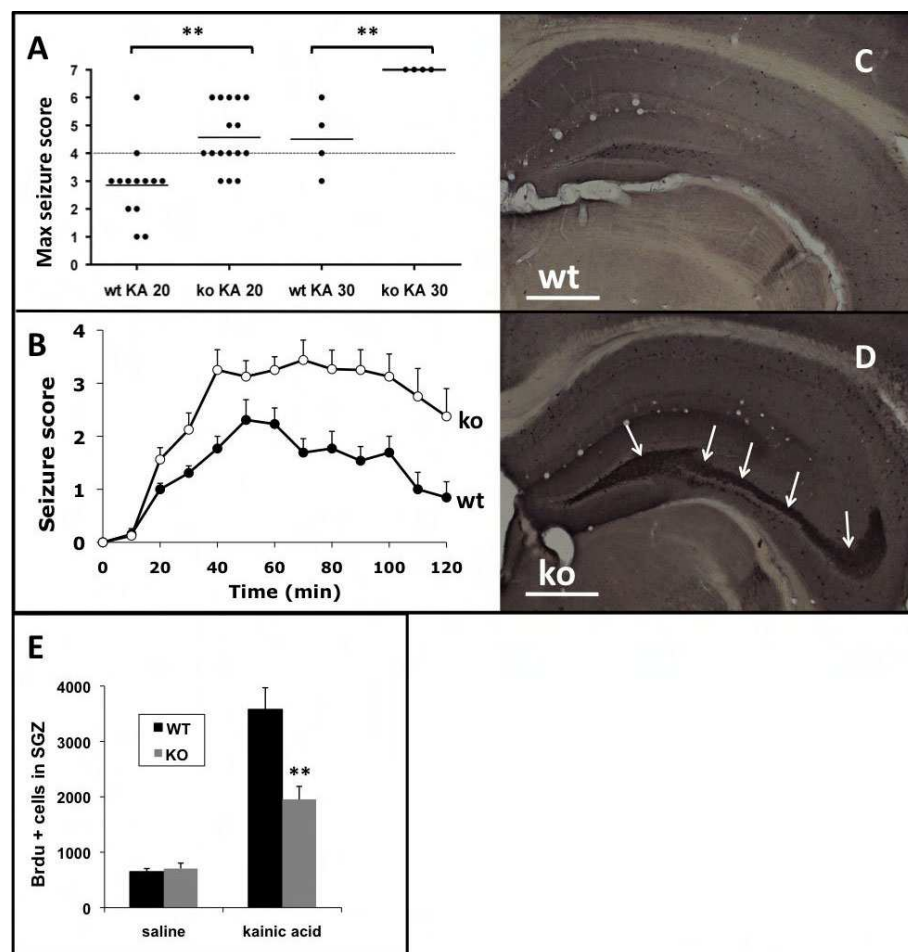 A
** **
Max seizure score
7
6
5
4
3
2
1
wt KA 20 ko KA 20 wt KA 30 ko KA 30
C
wt
B
Seizure score
4
3
2
1
0
ko
wt
0 20 40 60 80 100 120
Time (min)
D
ko
E
Brdu + cells in SGZ
4000
3000
2000
1000
0
WT
KO
**
saline kainic acid